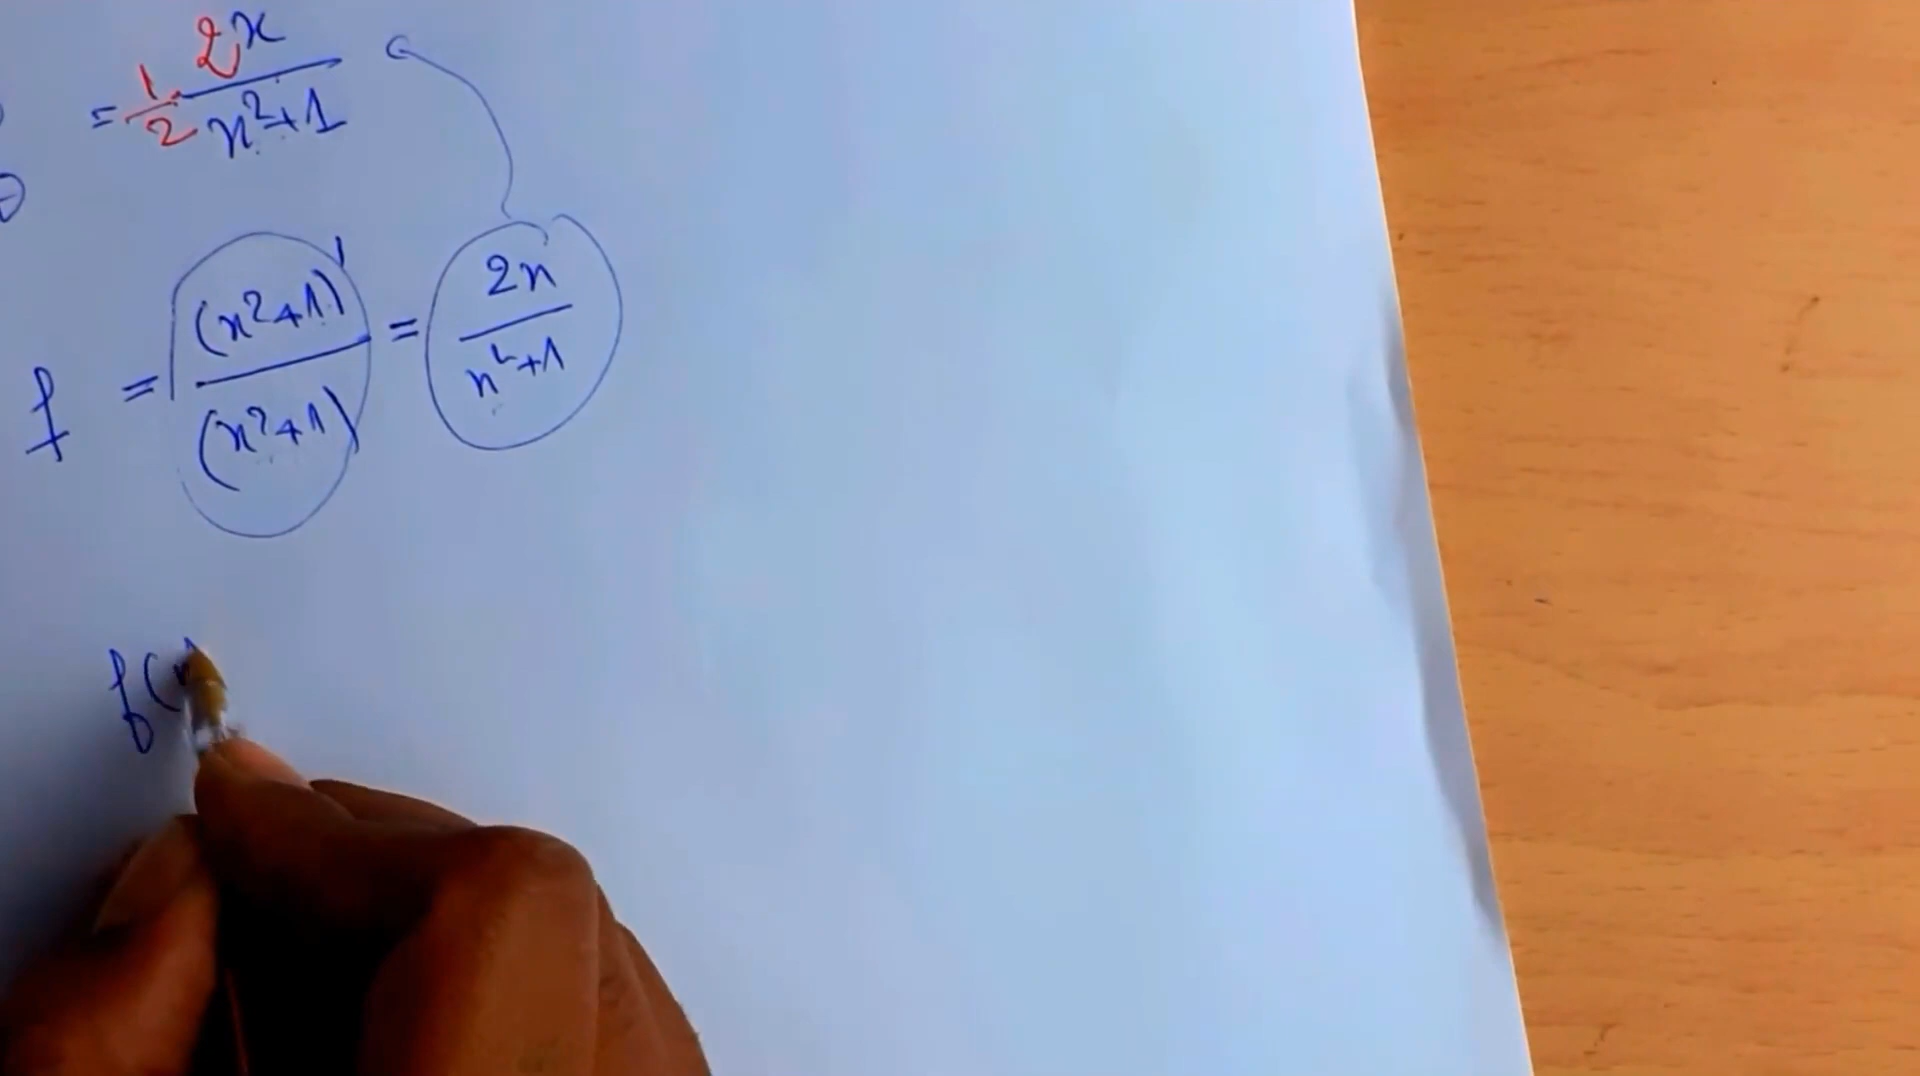 = 1/2 · 2x/(x²+1)
f = (x²+1)'/(x²+1) = 2x/(x²+1)
f(x